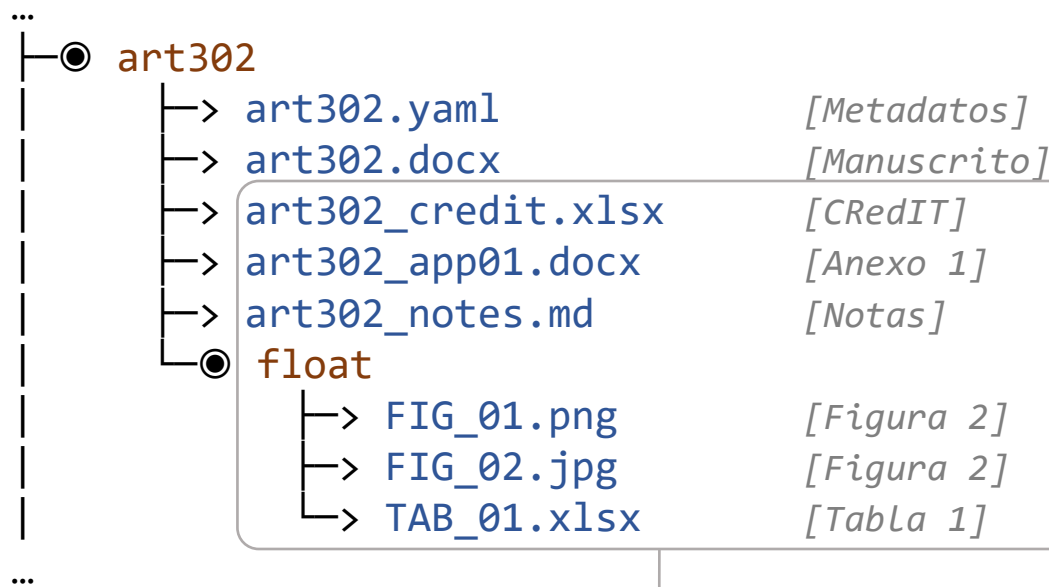 …
art302
art302.yaml [Metadatos]
art302.docx [Manuscrito]
art302_credit.xlsx [CRedIT]
art302_app01.docx [Anexo 1]
art302_notes.md [Notas]
float
FIG_01.png [Figura 2]
FIG_02.jpg [Figura 2]
TAB_01.xlsx [Tabla 1]
…